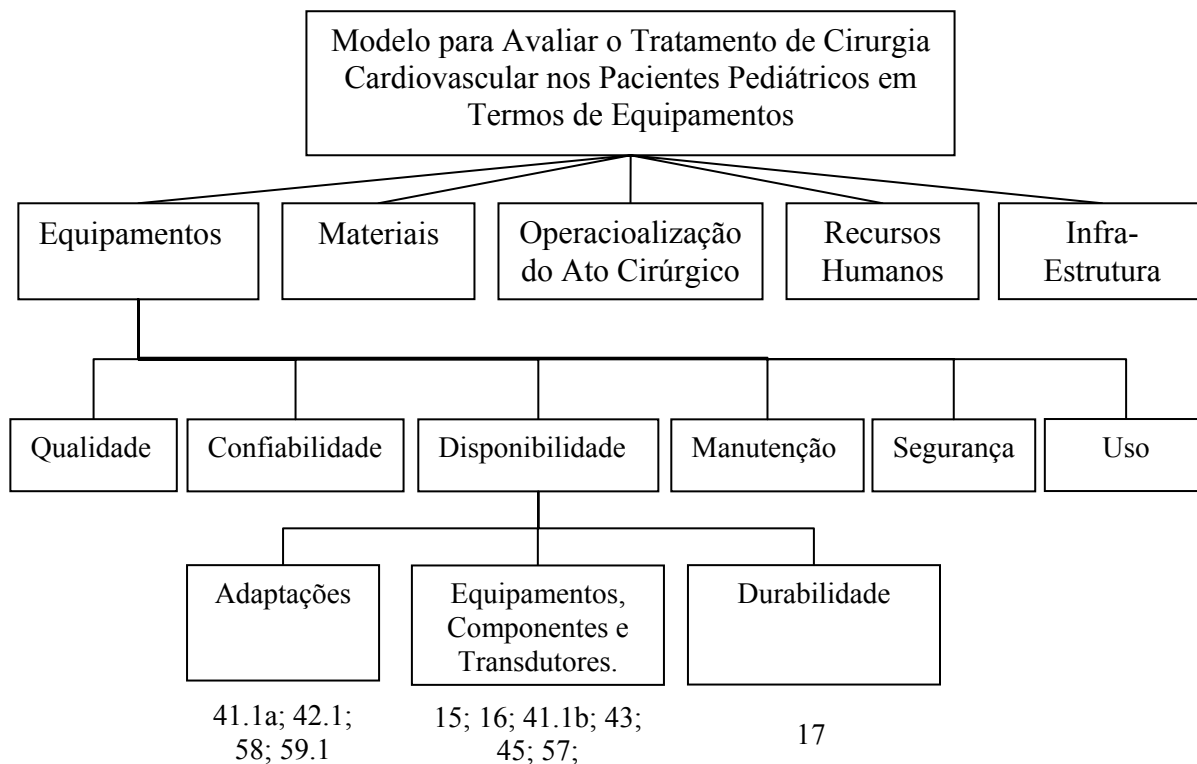 Modelo para Avaliar o Tratamento de Cirurgia
Cardiovascular nos Pacientes Pediátricos em
Termos de Equipamentos
Equipamentos
Materiais
Operacioalização
do Ato Cirúrgico
Recursos
Humanos
Infra-
Estrutura
Qualidade
Confiabilidade
Disponibilidade
Manutenção
Segurança
Uso
Adaptações
Equipamentos,
Componentes e
Transdutores.
Durabilidade
41.1a; 42.1;
58; 59.1
15; 16; 41.1b; 43;
45; 57;
17